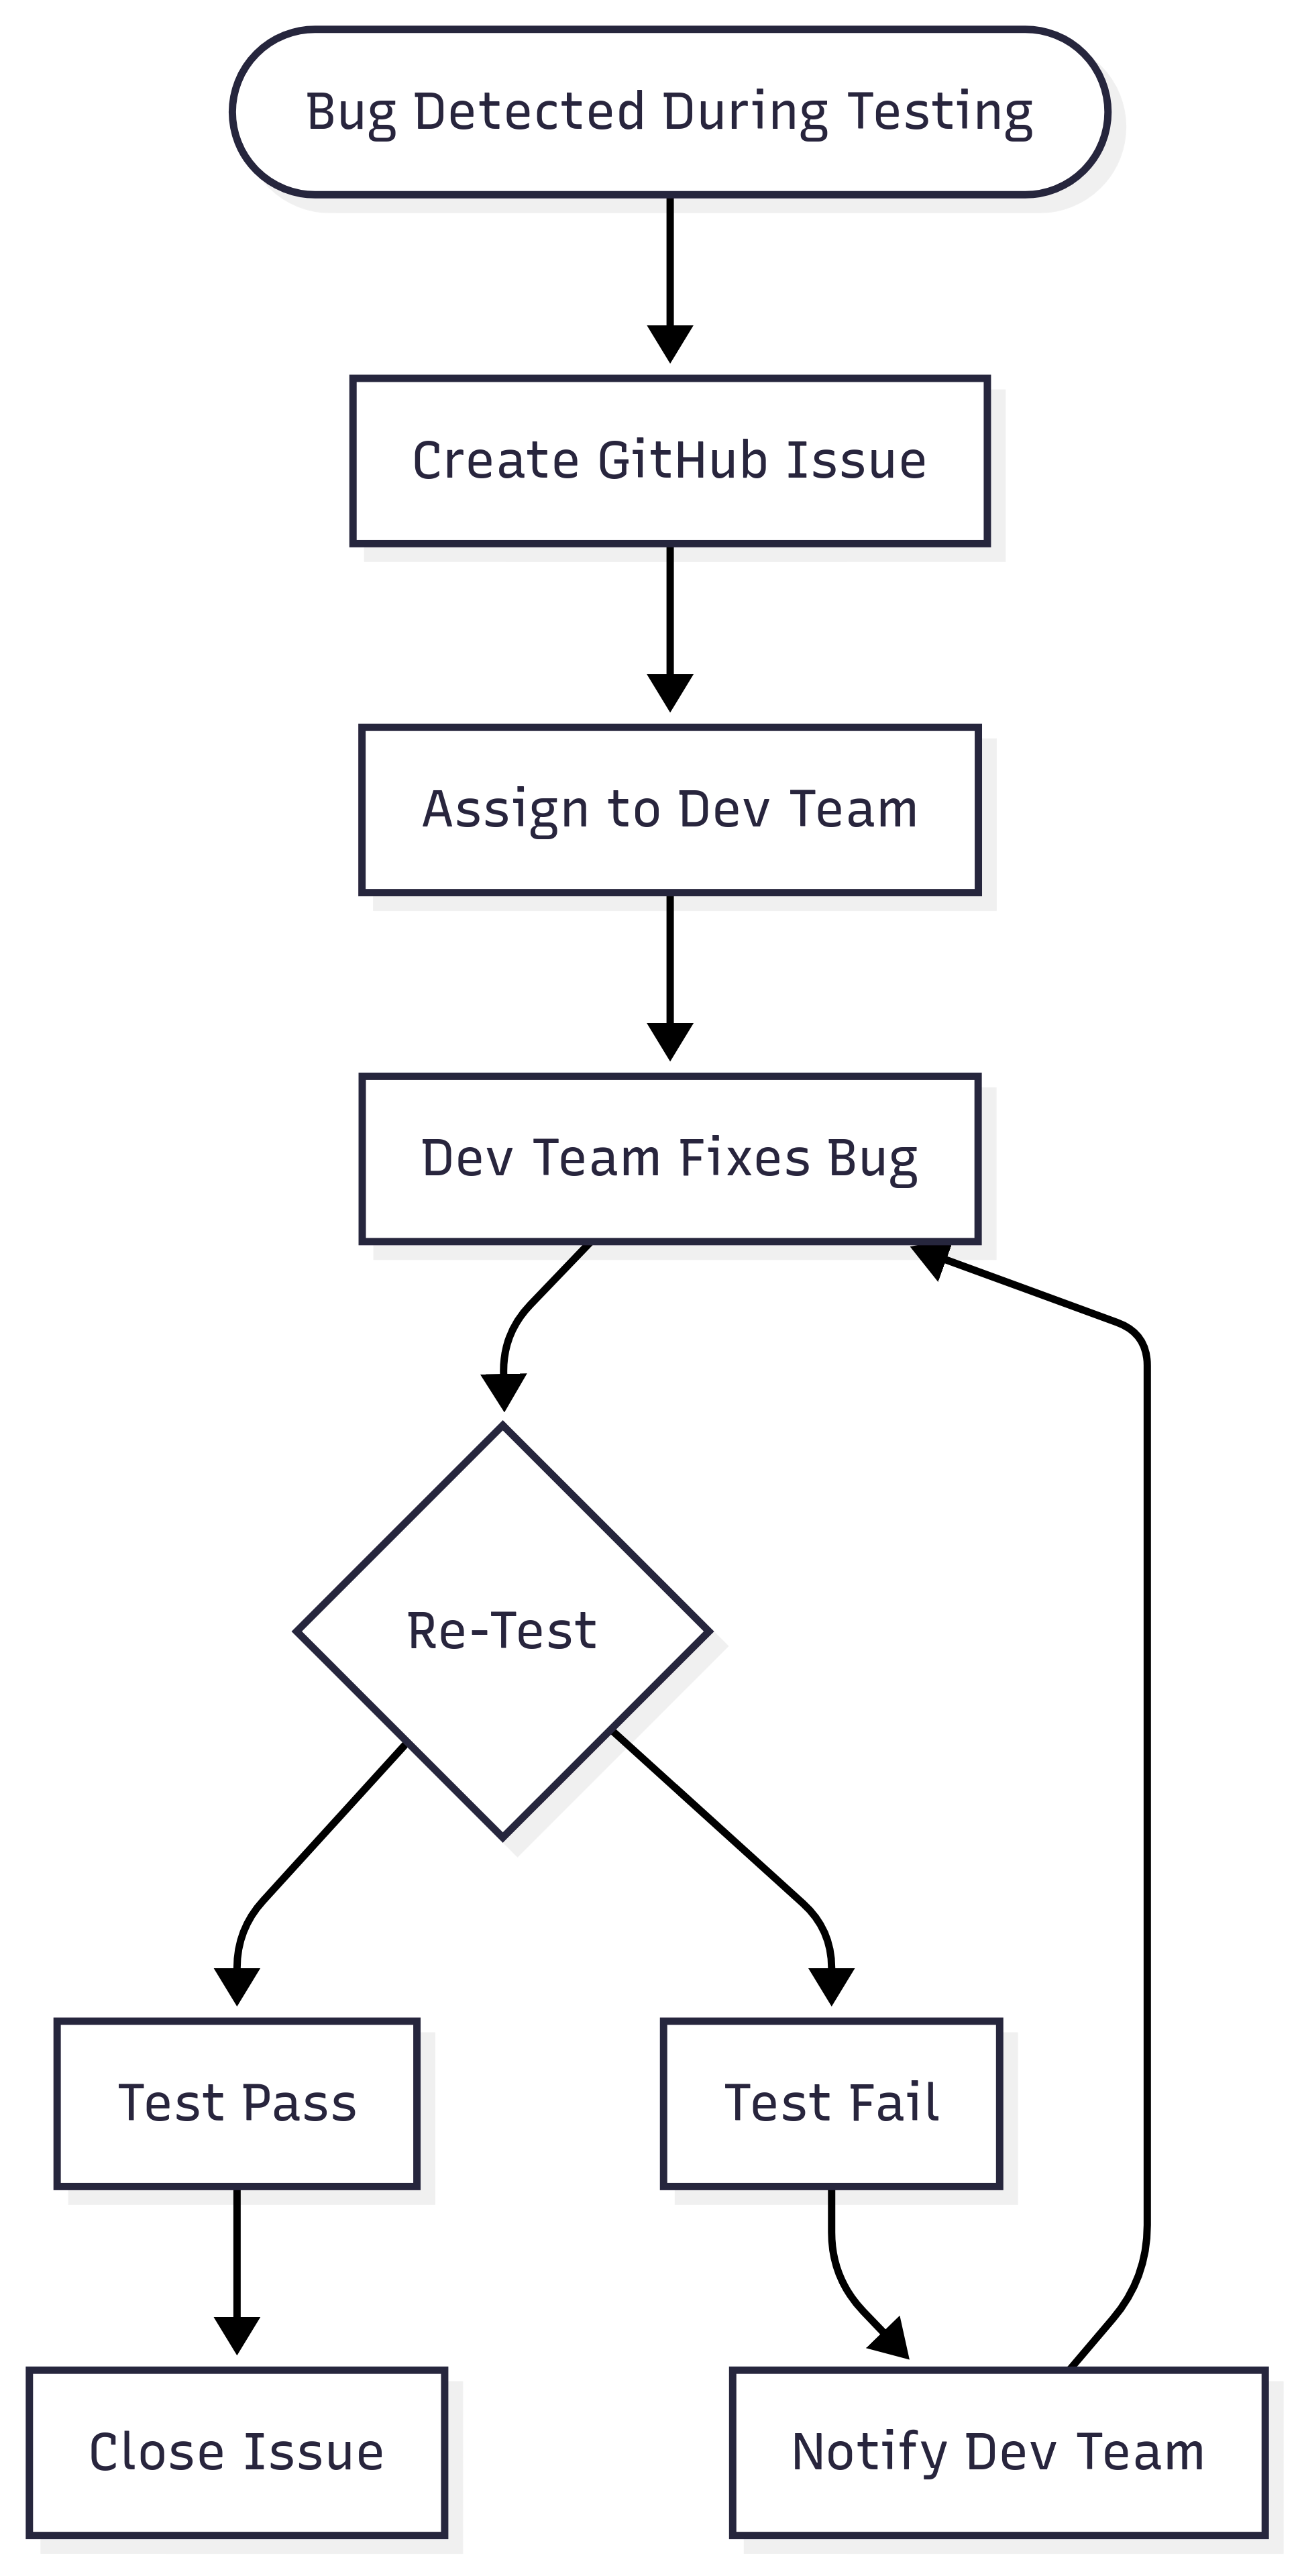 Bug Detected During Testing
Create GitHub Issue
Assign to Dev Team
Dev Team Fixes Bug
Re-Test
Test Pass
Test Fail
Close Issue
Notify Dev Team